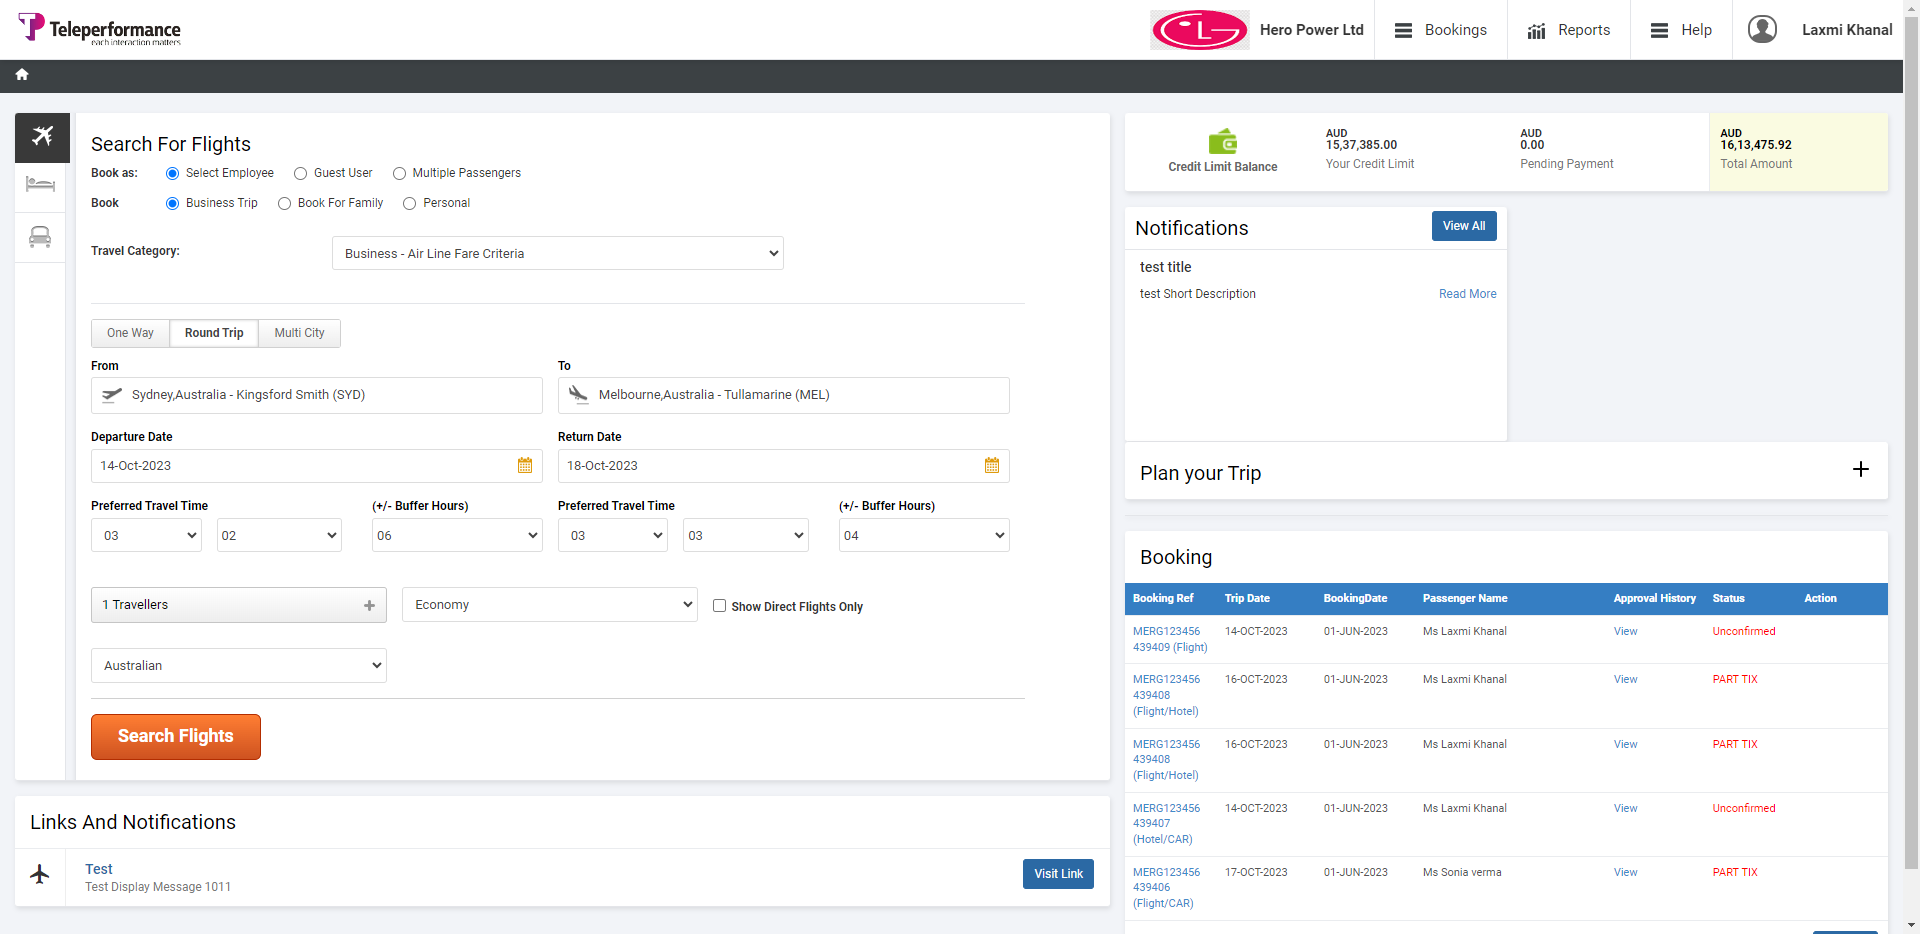 Teleperformance
each interaction matters
Hero Power Ltd
Bookings
Reports
Help
Laxmi Khanal
Search For Flights
Book as: Select Employee Guest User Multiple Passengers
Book Business Trip Book For Family Personal
Travel Category: Business - Air Line Fare Criteria
One Way Round Trip Multi City
From To
Sydney,Australia - Kingsford Smith (SYD) Melbourne,Australia - Tullamarine (MEL)
Departure Date Return Date
14-Oct-2023 18-Oct-2023
Preferred Travel Time (+/- Buffer Hours) Preferred Travel Time (+/- Buffer Hours)
03 02 06 03 03 04
1 Travellers Economy Show Direct Flights Only
Australian
Search Flights
Links And Notifications
Test
Test Display Message 1011
Visit Link
Credit Limit Balance
AUD
15,37,385.00
Your Credit Limit
AUD
0.00
Pending Payment
AUD
16,13,475.92
Total Amount
Notifications
View All
test title
test Short Description Read More
Plan your Trip
Booking
Booking Ref Trip Date BookingDate Passenger Name Approval History Status Action
MERG123456 14-OCT-2023 01-JUN-2023 Ms Laxmi Khanal View Unconfirmed
439409 (Flight)
MERG123456 16-OCT-2023 01-JUN-2023 Ms Laxmi Khanal View PART TIX
439408
(Flight/Hotel)
MERG123456 16-OCT-2023 01-JUN-2023 Ms Laxmi Khanal View PART TIX
439408
(Flight/Hotel)
MERG123456 14-OCT-2023 01-JUN-2023 Ms Laxmi Khanal View Unconfirmed
439407
(Hotel/CAR)
MERG123456 17-OCT-2023 01-JUN-2023 Ms Sonia verma View PART TIX
439406
(Flight/CAR)